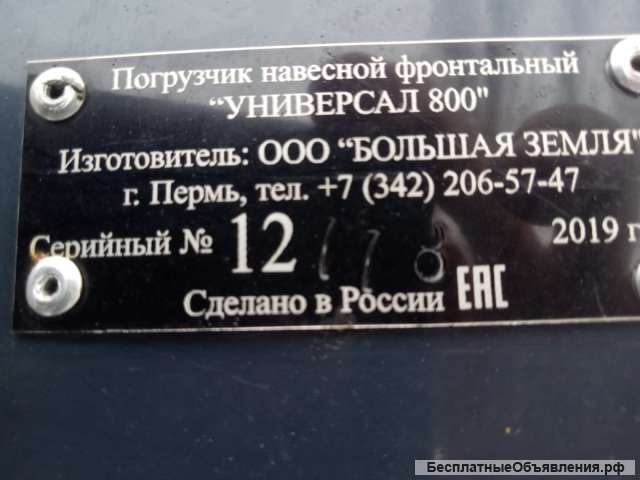 Погрузчик навесной фронтальный
"УНИВЕРСАЛ 800"
Изготовитель: ООО "БОЛЬШАЯ ЗЕМЛЯ"
г. Пермь, тел. +7 (342) 206-57-47
Серийный № 12 2019 г
Сделано в России ЕАС
БесплатныеОбъявления.рф